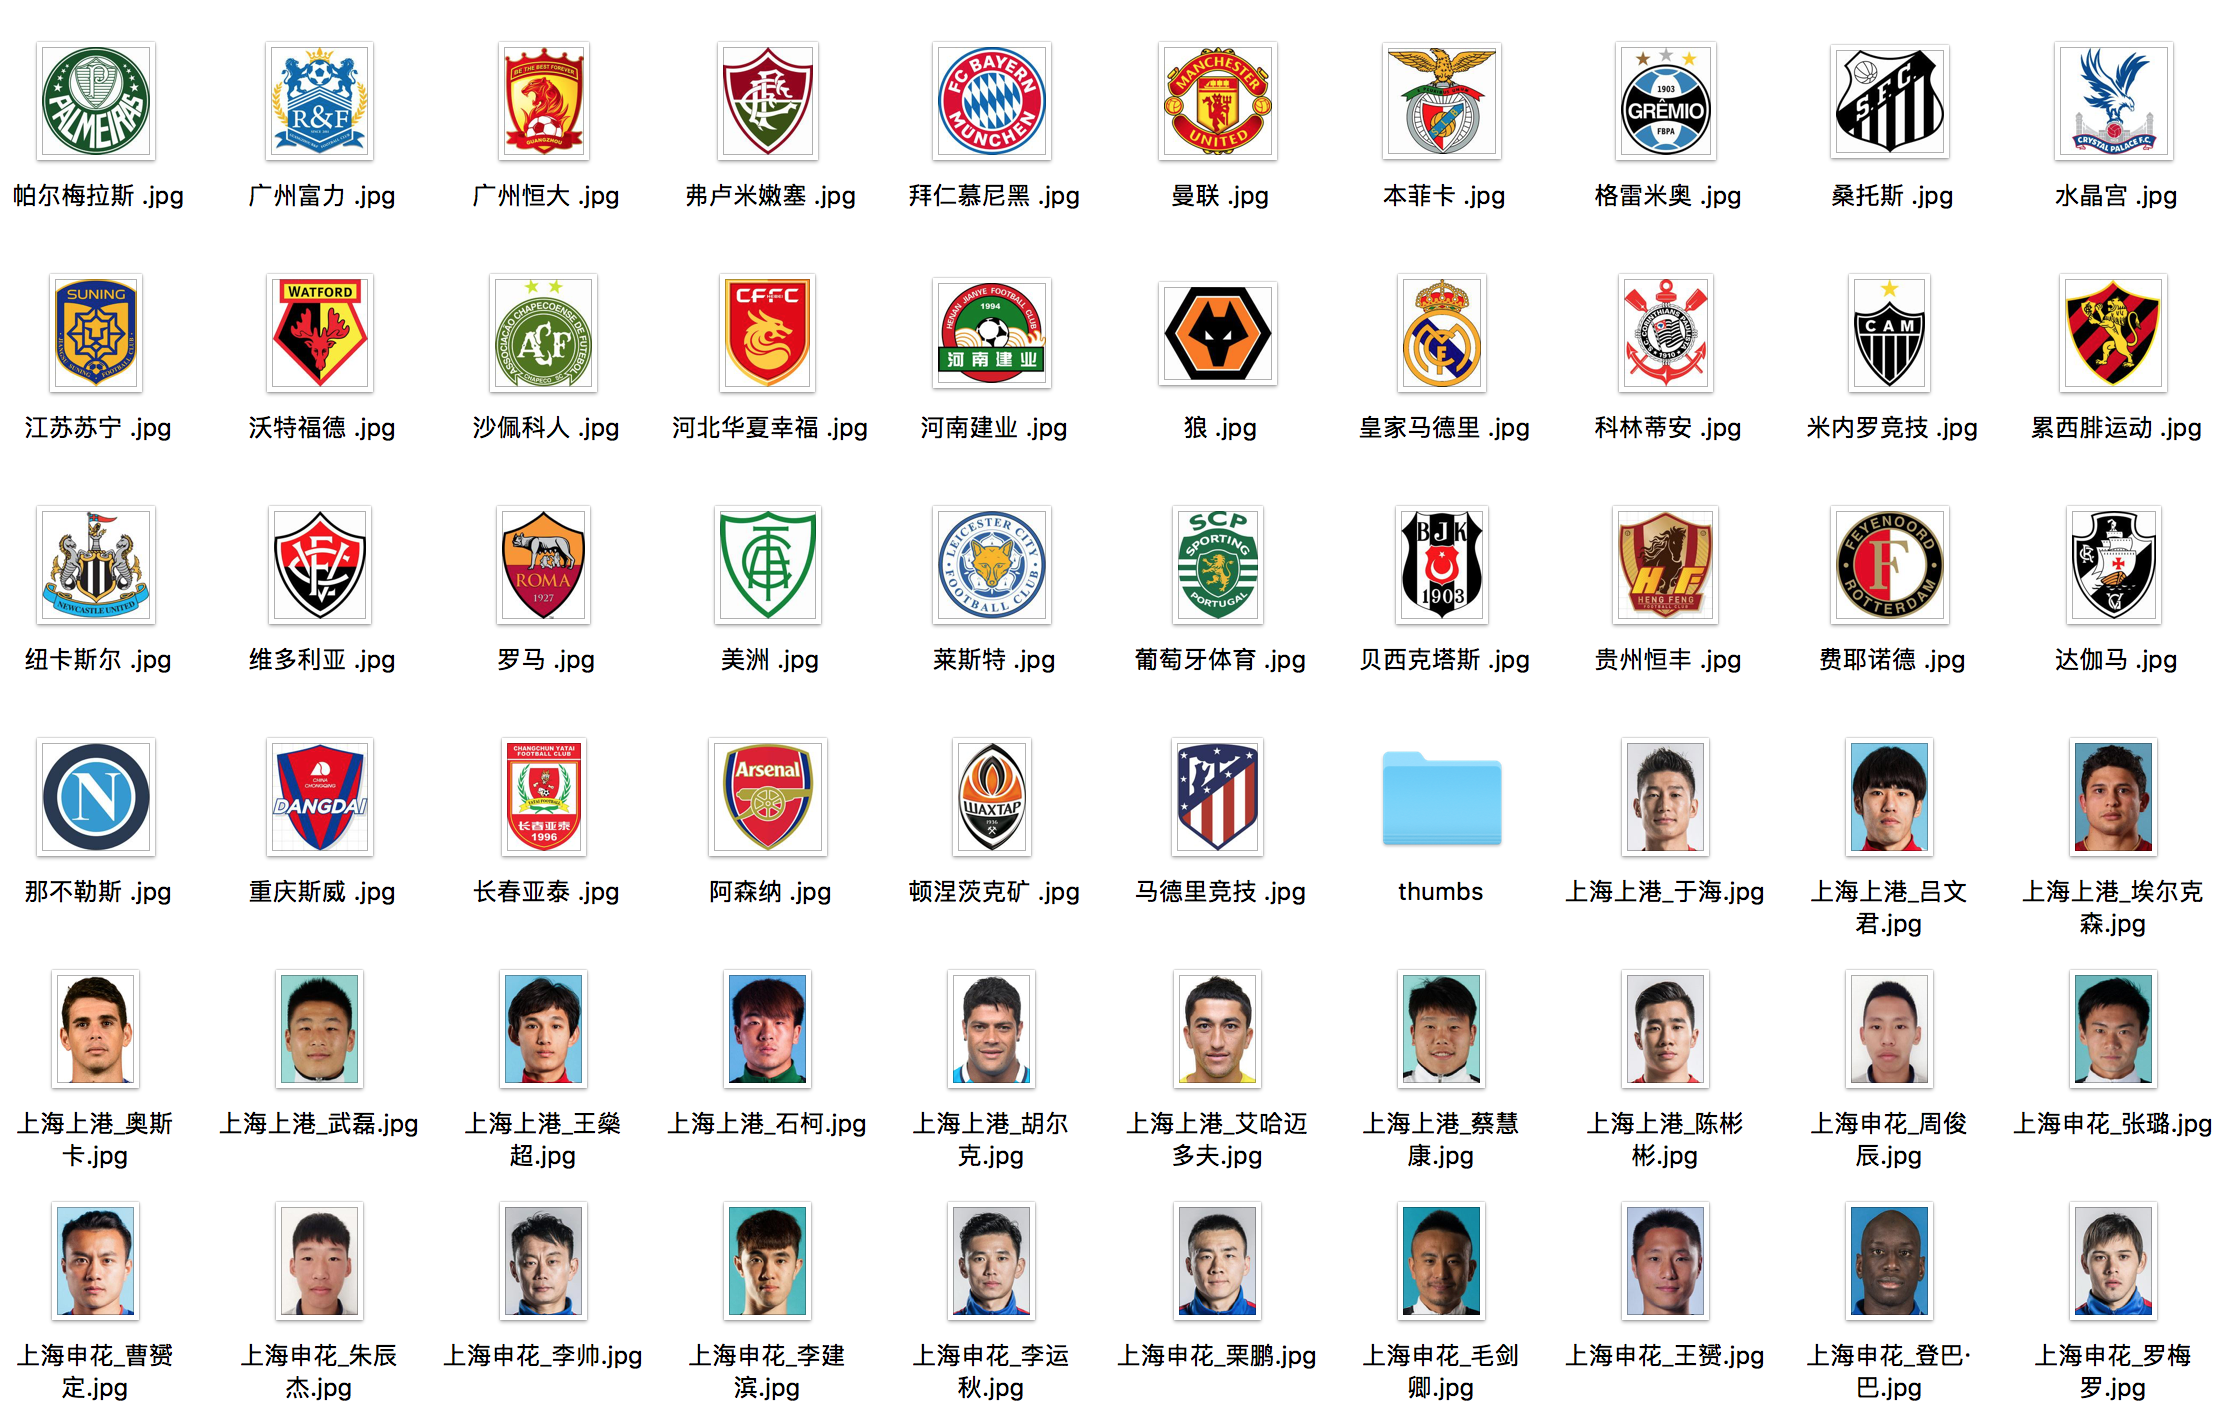 PALMEIRAS
R&F
BE THE BEST FOREVER
GUANGZHOU
FC BAYERN
MÜNCHEN
MANCHESTER
UNITED
E PLURIBUS UNUM
1903
GRÊMIO
FBPA
S.F.C.
CRYSTAL PALACE F.C.
帕尔梅拉斯 .jpg
广州富力 .jpg
广州恒大 .jpg
弗卢米嫩塞 .jpg
拜仁慕尼黑 .jpg
曼联 .jpg
本菲卡 .jpg
格雷米奥 .jpg
桑托斯 .jpg
水晶宫 .jpg
SUNING
JIANGSU SUNING FOOTBALL CLUB
WATFORD
ASSOCIAÇÃO CHAPECOENSE DE FUTEBOL
ACF
CHAPECÓ SC
CFFC
HEBEI
HENAN JIANYE FOOTBALL CLUB
1994
河南建业
S.C. CORINTHIANS PAULISTA
1910
CAM
江苏苏宁 .jpg
沃特福德 .jpg
沙佩科人 .jpg
河北华夏幸福 .jpg
河南建业 .jpg
狼 .jpg
皇家马德里 .jpg
科林蒂安 .jpg
米内罗竞技 .jpg
累西腓运动 .jpg
NEWCASTLE UNITED
ROMA
1927
LEICESTER CITY
FOOTBALL CLUB
SCP
SPORTING
PORTUGAL
BJK
1903
HF
HENG FENG
FOOTBALL CLUB
FEYENOORD
F
ROTTERDAM
纽卡斯尔 .jpg
维多利亚 .jpg
罗马 .jpg
美洲 .jpg
莱斯特 .jpg
葡萄牙体育 .jpg
贝西克塔斯 .jpg
贵州恒丰 .jpg
费耶诺德 .jpg
达伽马 .jpg
N
CHINA
CHONGQING
DANGDAI
CHANGCHUN YATAI
FOOTBALL CLUB
YATAI FOOTBALL
长春亚泰
1996
Arsenal
ШАХТАР
1936
那不勒斯 .jpg
重庆斯威 .jpg
长春亚泰 .jpg
阿森纳 .jpg
顿涅茨克矿 .jpg
马德里竞技 .jpg
thumbs
上海上港_于海.jpg
上海上港_吕文
君.jpg
上海上港_埃尔克
森.jpg
上海上港_奥斯
卡.jpg
上海上港_武磊.jpg
上海上港_王燊
超.jpg
上海上港_石柯.jpg
上海上港_胡尔
克.jpg
上海上港_艾哈迈
多夫.jpg
上海上港_蔡慧
康.jpg
上海上港_陈彬
彬.jpg
上海申花_周俊
辰.jpg
上海申花_张璐.jpg
上海申花_曹赟
定.jpg
上海申花_朱辰
杰.jpg
上海申花_李帅.jpg
上海申花_李建
滨.jpg
上海申花_李运
秋.jpg
上海申花_栗鹏.jpg
上海申花_毛剑
卿.jpg
上海申花_王赟.jpg
上海申花_登巴·
巴.jpg
上海申花_罗梅
罗.jpg